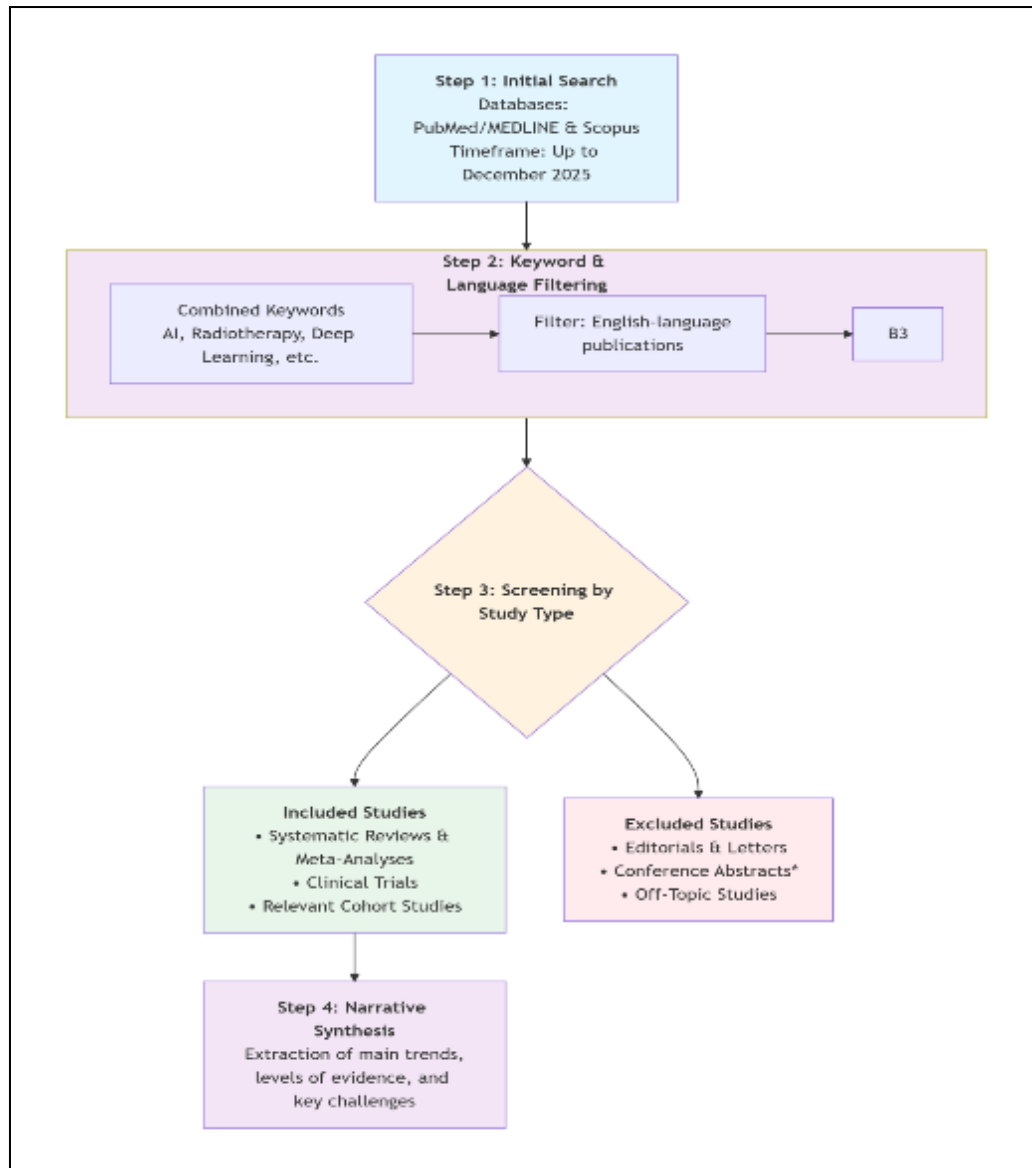 Step 1: Initial Search
Databases:
PubMed/MEDLINE & Scopus
Timeframe: Up to
December 2025
Step 2: Keyword &
Language Filtering
Combined Keywords
AI, Radiotherapy, Deep
Learning, etc.
Filter: English-language
publications
B3
Step 3: Screening by
Study Type
Included Studies
• Systematic Reviews &
Meta-Analyses
• Clinical Trials
• Relevant Cohort Studies
Excluded Studies
• Editorials & Letters
• Conference Abstracts*
• Off-Topic Studies
Step 4: Narrative
Synthesis
Extraction of main trends,
levels of evidence, and
key challenges